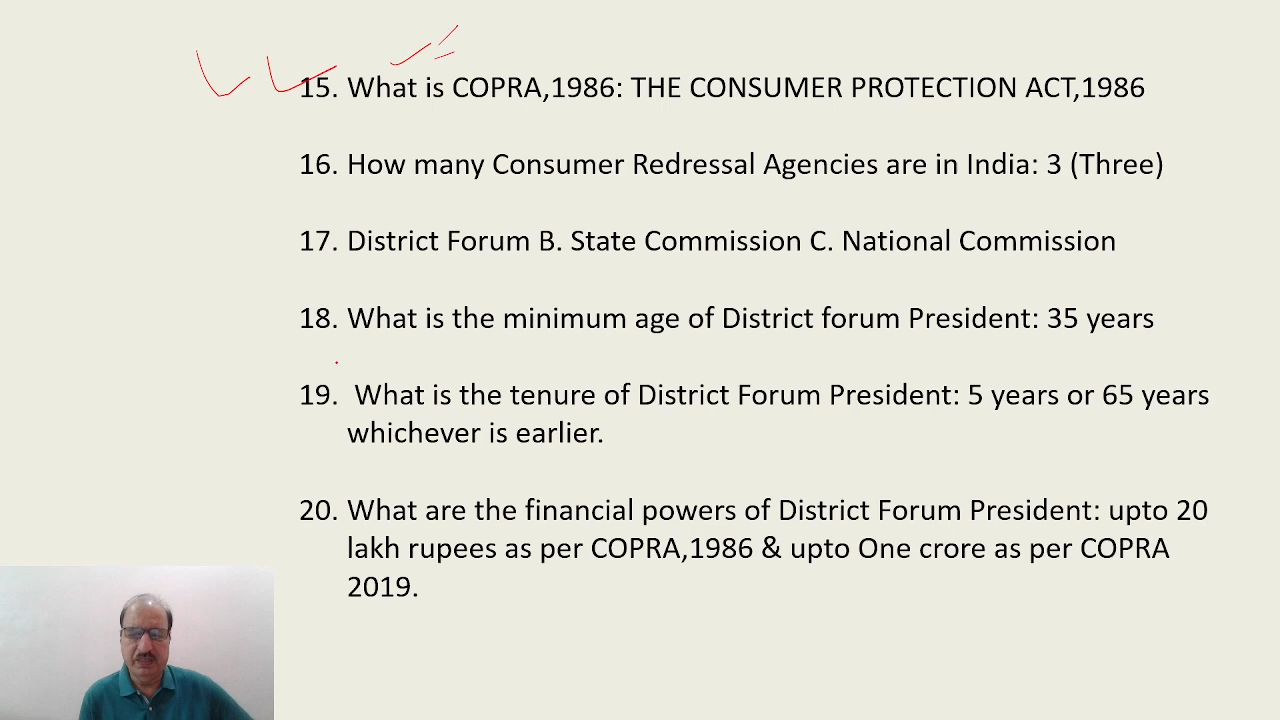 15. What is COPRA,1986: THE CONSUMER PROTECTION ACT,1986
16. How many Consumer Redressal Agencies are in India: 3 (Three)
17. District Forum B. State Commission C. National Commission
18. What is the minimum age of District forum President: 35 years
19. What is the tenure of District Forum President: 5 years or 65 years
whichever is earlier.
20. What are the financial powers of District Forum President: upto 20
lakh rupees as per COPRA,1986 & upto One crore as per COPRA
2019.